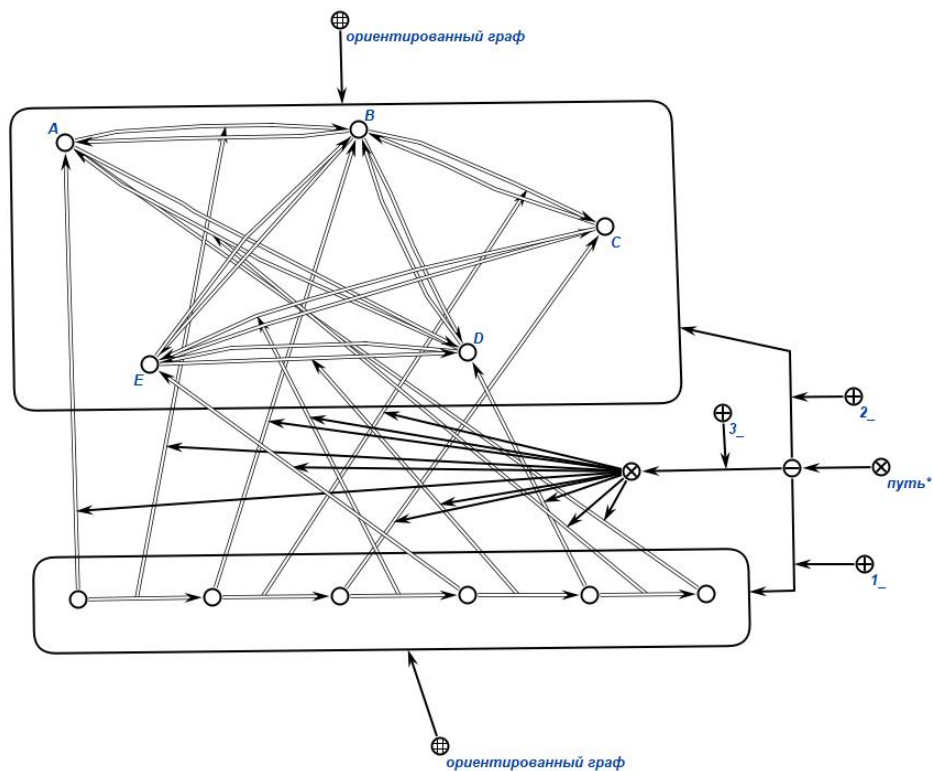 ориентированный граф
A
B
C
D
E
2_
3_
путь*
1_
ориентированный граф